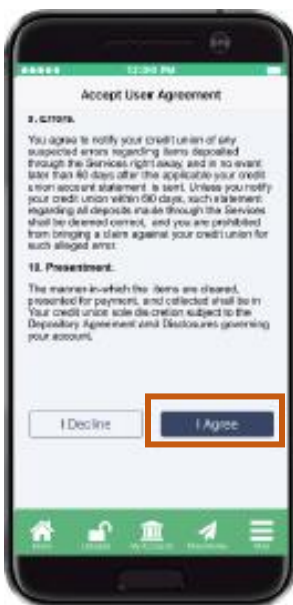 12:00 PM
Accept User Agreement
9. Errors.
You agree to notify your credit union of any
suspected errors regarding items deposited
through the Services right away, and in no event
later than 60 days after the applicable your credit
union account statement is sent. Unless you notify
your credit union within 60 days, such statement
regarding all deposits made through the Services
shall be deemed correct, and you are prohibited
from bringing a claim against your credit union for
such alleged error.
10. Presentment.
The manner in which the items are cleared,
presented for payment, and collected shall be in
Your credit union sole discretion subject to the
Depository Agreement and Disclosures governing
your account.
I Decline
I Agree
Home
My Accounts
More